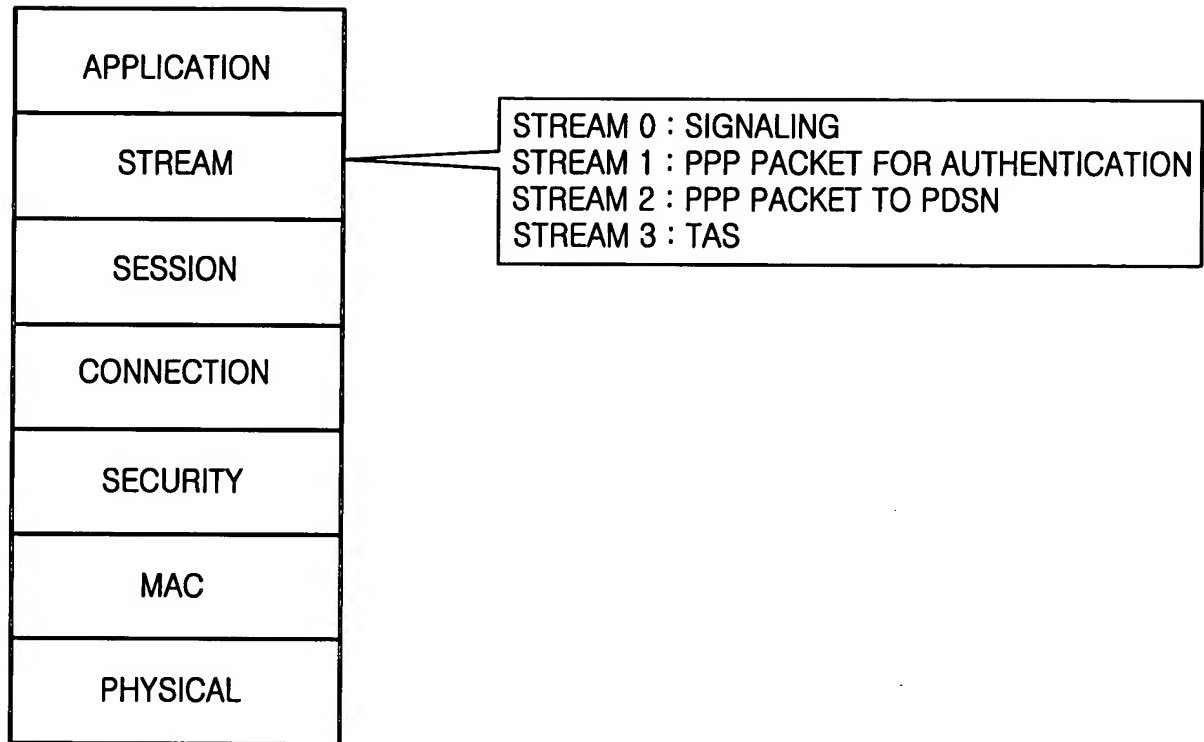 APPLICATION
STREAM
SESSION
CONNECTION
SECURITY
MAC
PHYSICAL
STREAM 0 : SIGNALING
STREAM 1 : PPP PACKET FOR AUTHENTICATION
STREAM 2 : PPP PACKET TO PDSN
STREAM 3 : TAS